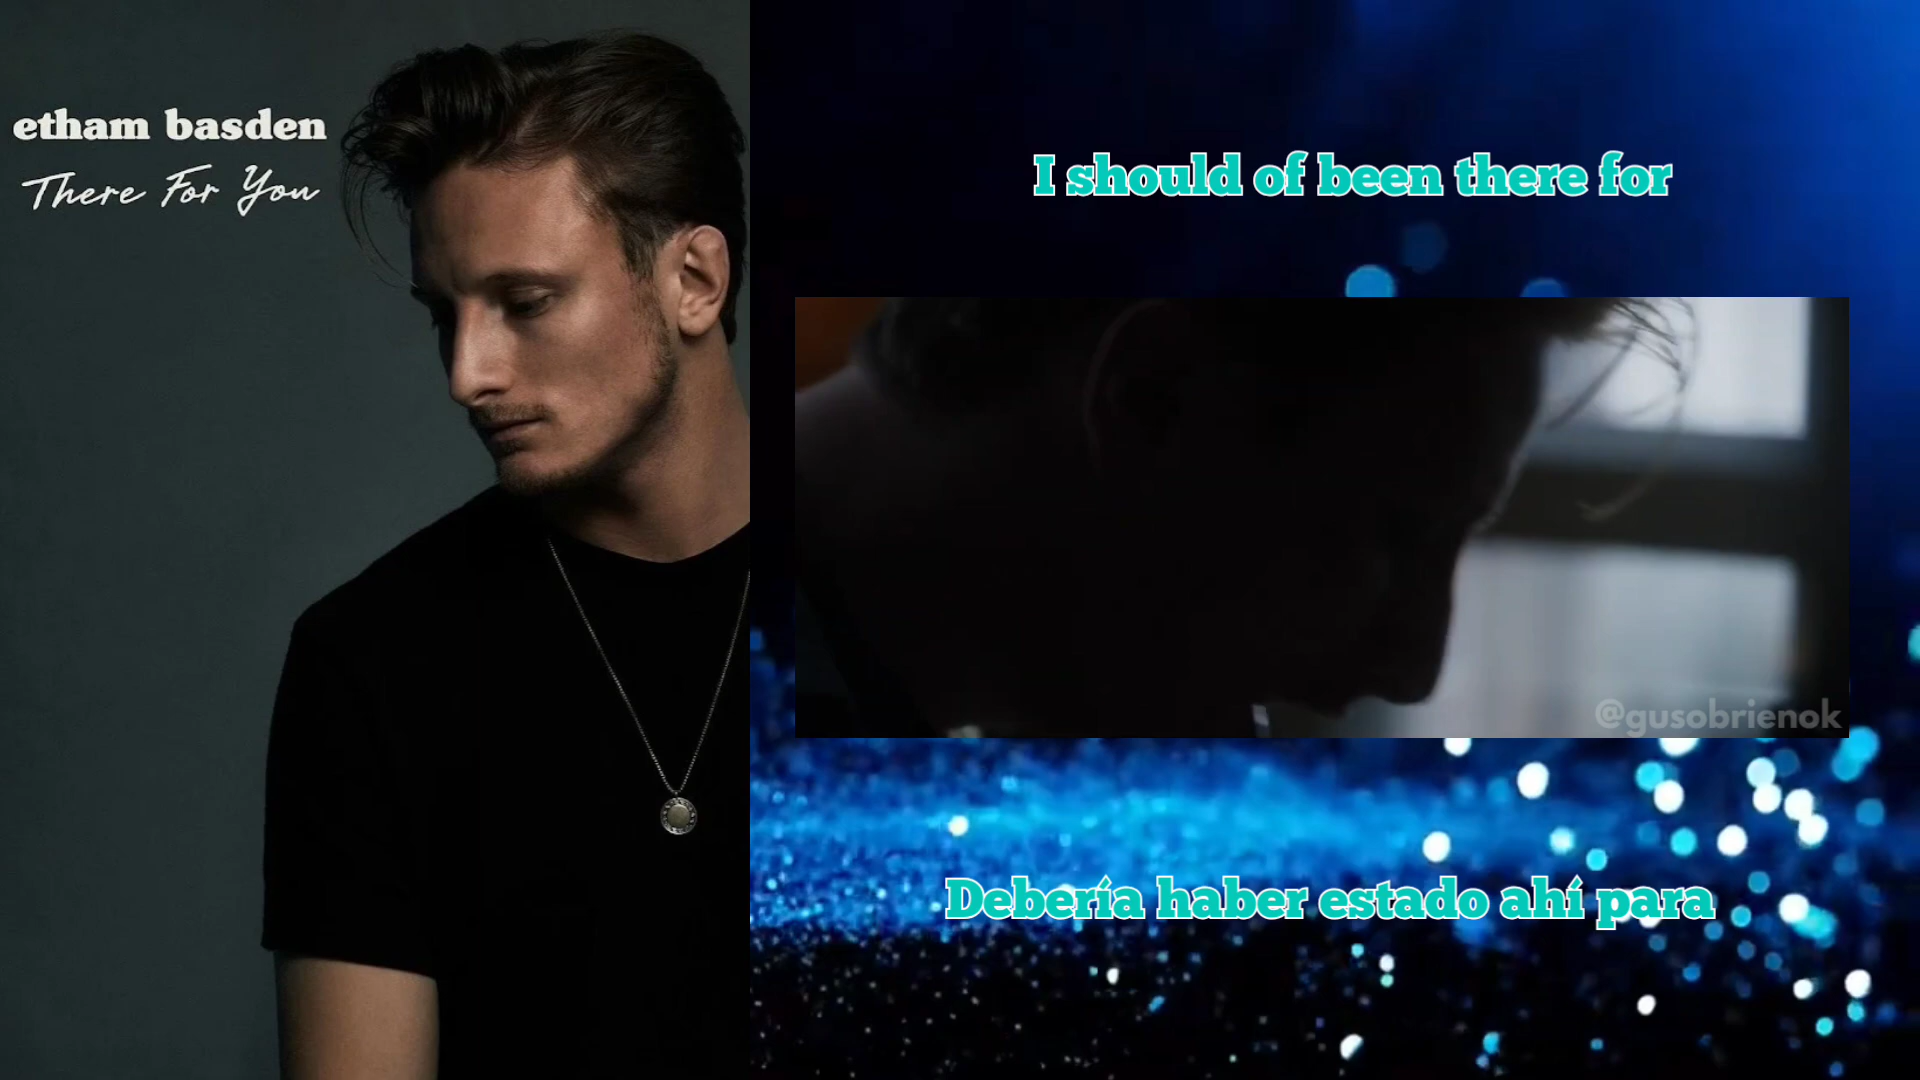 etham basden
There For You
I should of been there for
@gusobrienok
Debería haber estado ahí para